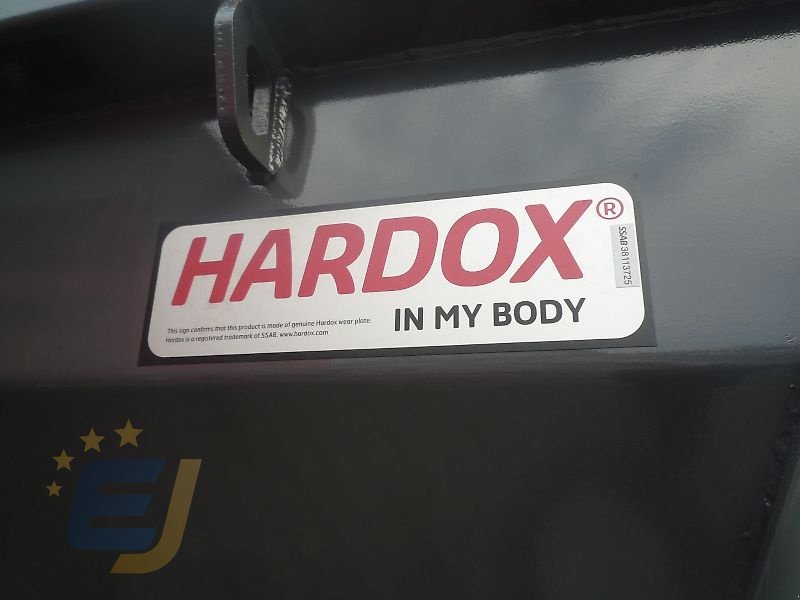 HARDOX®
SSAB 38113725
IN MY BODY
This sign confirms that this product is made of genuine Hardox wear plate.
Hardox is a registered trademark of SSAB. www.hardox.com
EJ